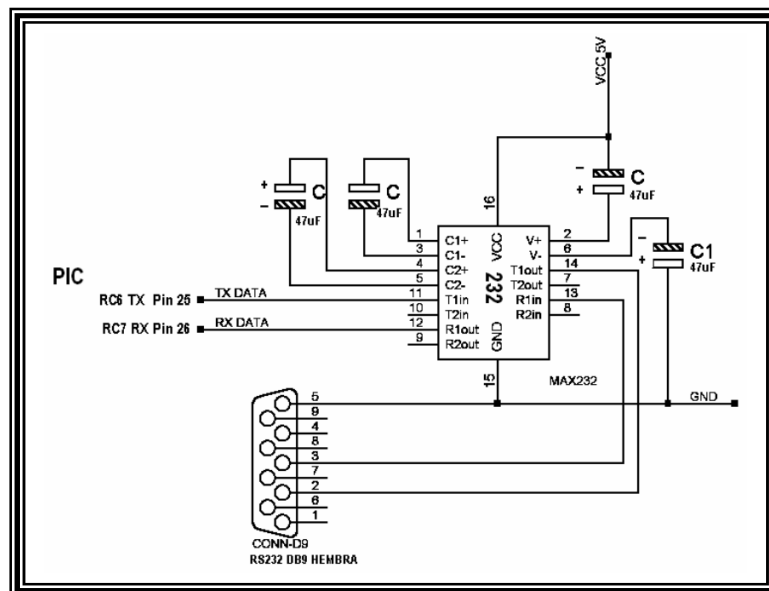 VCC 5V
+
C
–
47uF
C
47uF
16
–
C
+
47uF
1
3
4
5
11
10
12
9
C1+
C1-
C2+
C2-
T1in
T2in
R1out
R2out
VCC
232
GND
V+
V-
T1out
T2out
R1in
R2in
2
6
14
7
13
8
–
C1
+
47uF
PIC
RC6 TX Pin 25
TX DATA
RC7 RX Pin 26
RX DATA
15
MAX232
GND
5
9
4
8
3
7
2
6
1
CONN-D9
RS232 DB9 HEMBRA